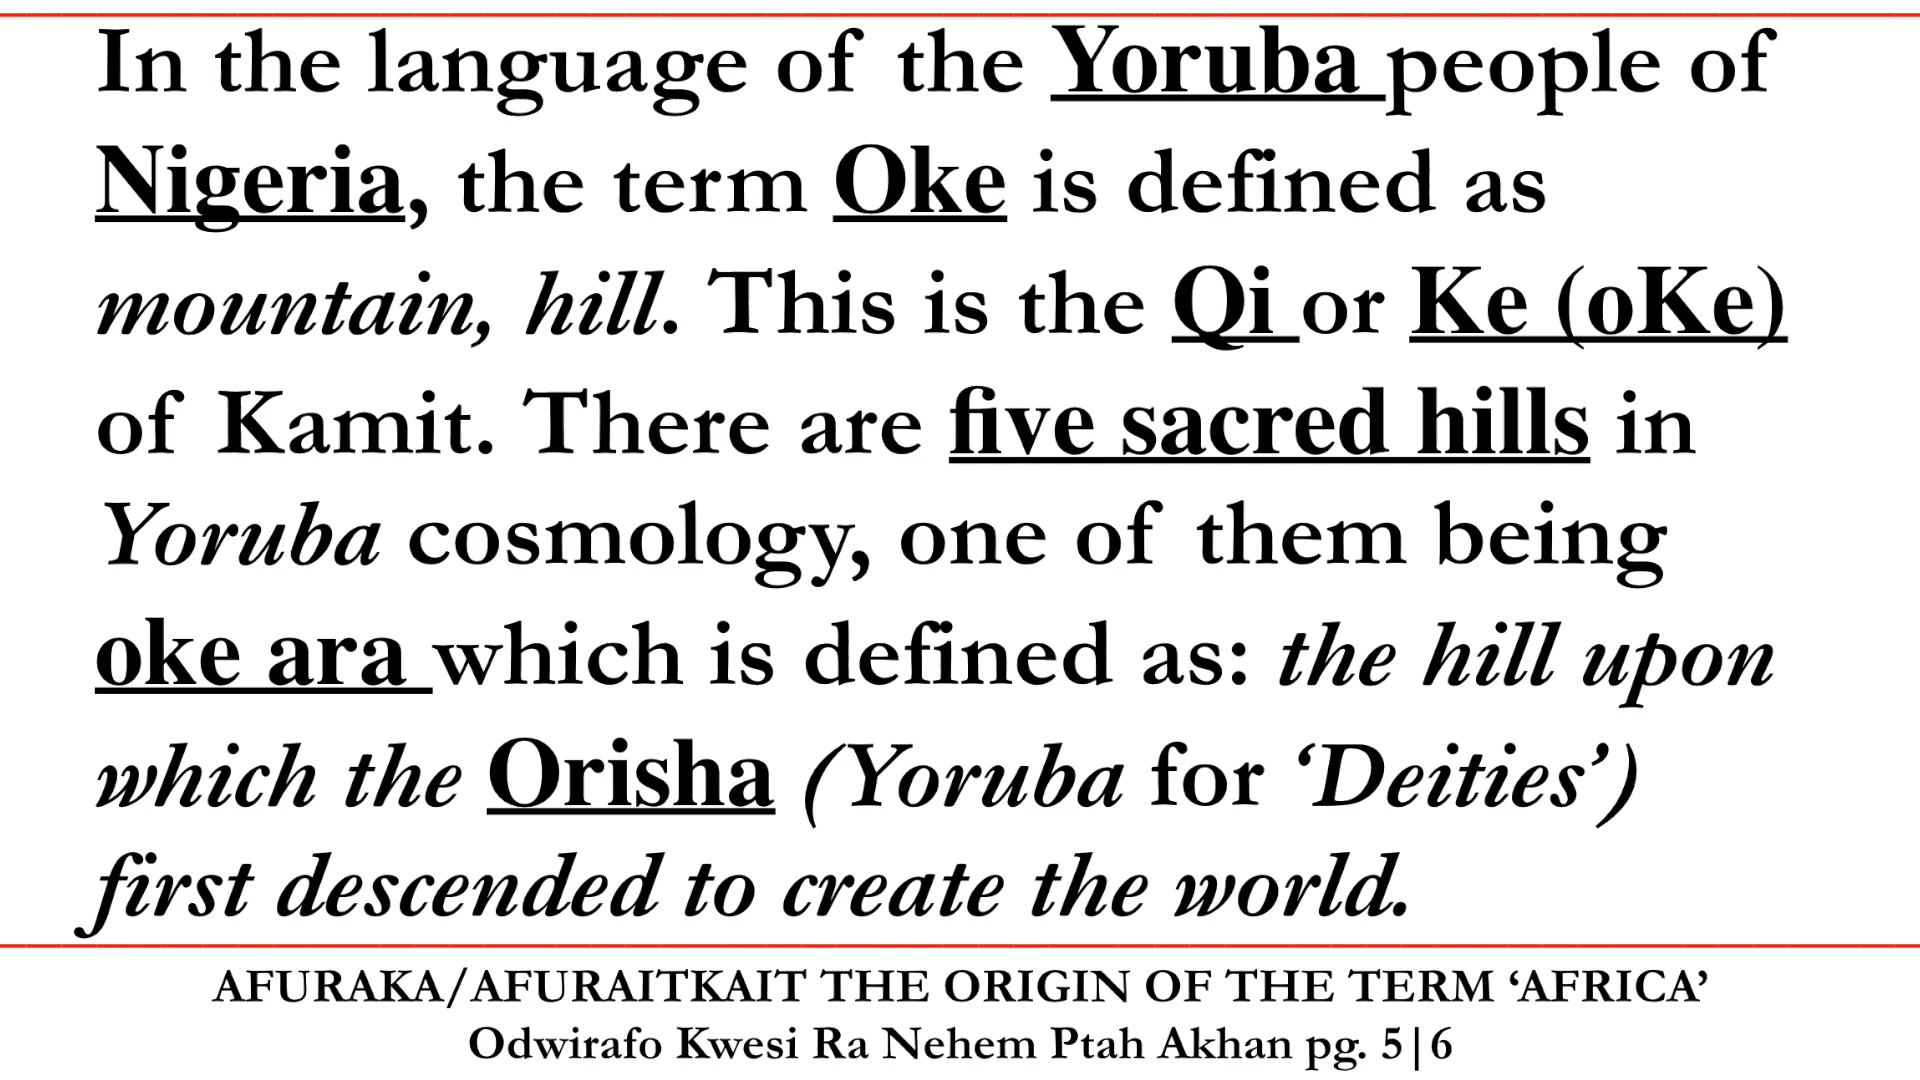 In the language of the Yoruba people of
Nigeria, the term Oke is defined as
mountain, hill. This is the Qi or Ke (oKe)
of Kamit. There are five sacred hills in
Yoruba cosmology, one of them being
oke ara which is defined as: the hill upon
which the Orisha (Yoruba for ‘Deities’)
first descended to create the world.
AFURAKA/AFURAITKAIT THE ORIGIN OF THE TERM ‘AFRICA’
Odwirafo Kwesi Ra Nehem Ptah Akhan pg. 5|6